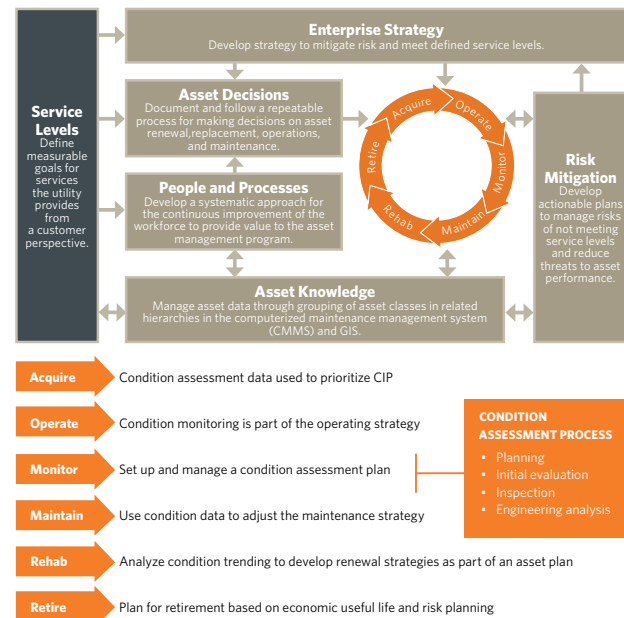 Enterprise Strategy
Develop strategy to mitigate risk and meet defined service levels.
Service
Levels
Define
measurable
goals for
services
the utility
provides
from
a customer
perspective.
Asset Decisions
Document and follow a repeatable
process for making decisions on asset
renewal,replacement, operations,
and maintenance.
People and Processes
Develop a systematic approach for
the continuous improvement of the
workforce to provide value to the asset
management program.
Acquire
Operate
Monitor
Maintain
Rehab
Retire
Risk
Mitigation
Develop
actionable plans
to manage risks
of not meeting
service levels
and reduce
threats to asset
performance.
Asset Knowledge
Manage asset data through grouping of asset classes in related
hierarchies in the computerized maintenance management system
(CMMS) and GIS.
Acquire Condition assessment data used to prioritize CIP
Operate Condition monitoring is part of the operating strategy
Monitor Set up and manage a condition assessment plan
Maintain Use condition data to adjust the maintenance strategy
Rehab Analyze condition trending to develop renewal strategies as part of an asset plan
Retire Plan for retirement based on economic useful life and risk planning
CONDITION
ASSESSMENT PROCESS
▪ Planning
▪ Initial evaluation
▪ Inspection
▪ Engineering analysis